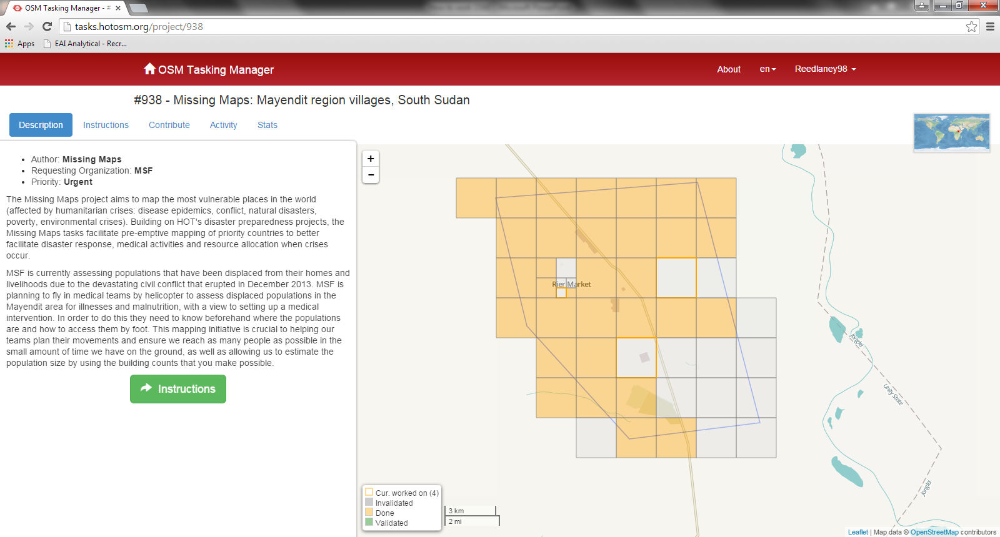 OSM Tasking Manager - #
tasks.hotosm.org/project/938
Apps
EAI Analytical - Recr...
OSM Tasking Manager
About
en
Reedlaney98
#938 - Missing Maps: Mayendit region villages, South Sudan
Description
Instructions
Contribute
Activity
Stats
• Author: Missing Maps
• Requesting Organization: MSF
• Priority: Urgent
The Missing Maps project aims to map the most vulnerable places in the world
(affected by humanitarian crises: disease epidemics, conflict, natural disasters,
poverty, environmental crises). Building on HOT's disaster preparedness projects, the
Missing Maps tasks facilitate pre-emptive mapping of priority countries to better
facilitate disaster response, medical activities and resource allocation when crises
occur.
MSF is currently assessing populations that have been displaced from their homes and
livelihoods due to the devastating civil conflict that erupted in December 2013. MSF is
planning to fly in medical teams by helicopter to assess displaced populations in the
Mayendit area for illnesses and malnutrition, with a view to setting up a medical
intervention. In order to do this they need to know beforehand where the populations
are and how to access them by foot. This mapping initiative is crucial to helping our
teams plan their movements and ensure we reach as many people as possible in the
small amount of time we have on the ground, as well as allowing us to estimate the
population size by using the building counts that you make possible.
Instructions
+
−
Rier Market
Jonglei
Unity State
Jonglei
Cur. worked on (4)
Invalidated
Done
Validated
3 km
2 mi
Leaflet | Map data © OpenStreetMap contributors